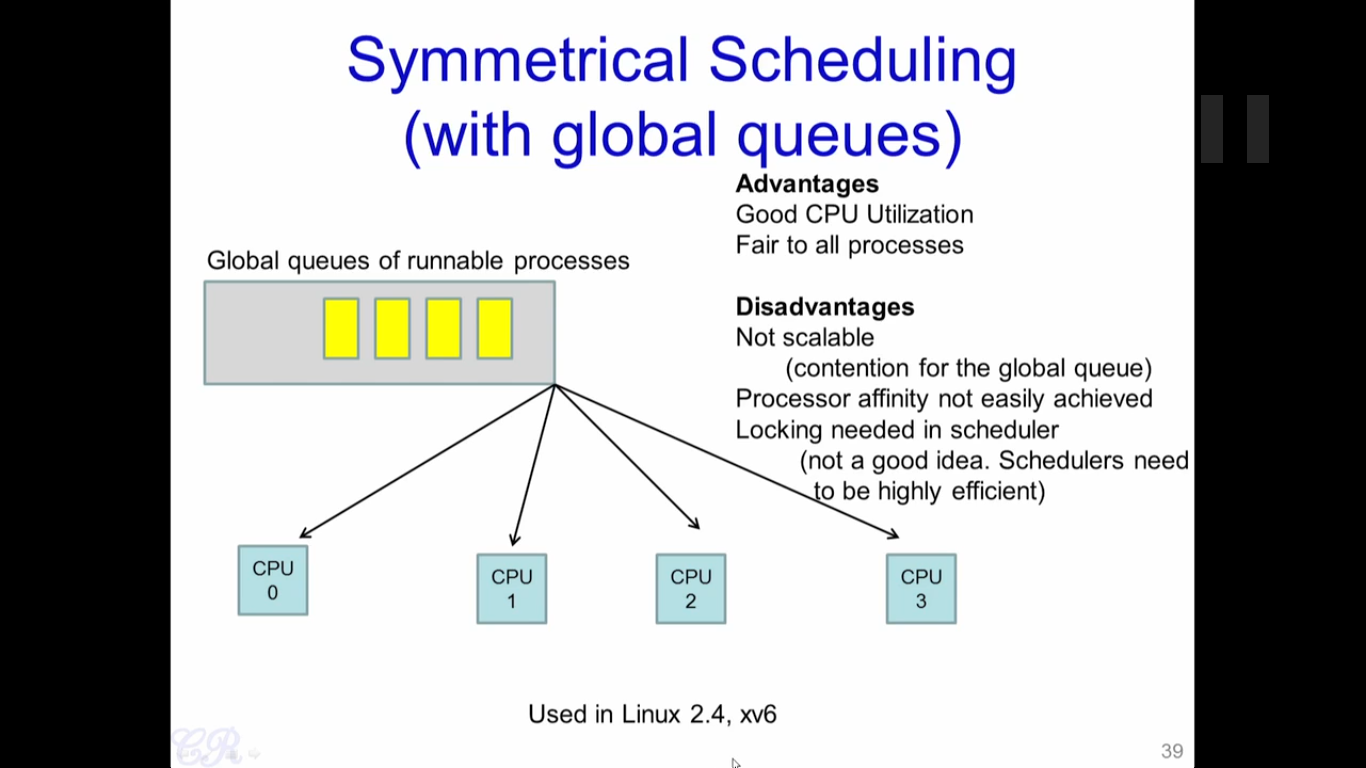 Symmetrical Scheduling
(with global queues)
Advantages
Good CPU Utilization
Fair to all processes
Global queues of runnable processes
Disadvantages
Not scalable
(contention for the global queue)
Processor affinity not easily achieved
Locking needed in scheduler
(not a good idea. Schedulers need
to be highly efficient)
CPU
0
CPU
1
CPU
2
CPU
3
Used in Linux 2.4, xv6
CR
39